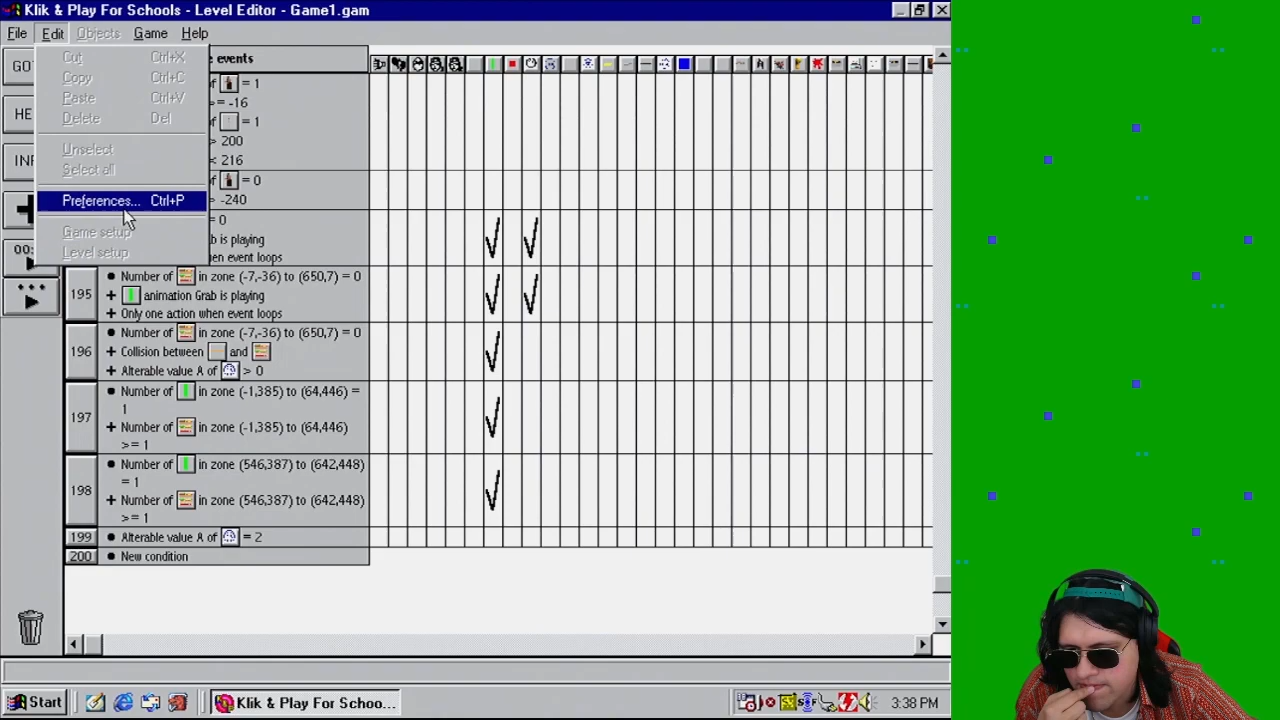 Klik & Play For Schools - Level Editor - Game1.gam
File Edit Objects Game Help
Cut Ctrl+X
Copy Ctrl+C
Paste Ctrl+V
Delete Del
Unselect
Select all
Preferences... Ctrl+P
Game setup
Level setup
HE
00:
events
= 1
= -16
= 1
> 200
< 216
= 0
> -240
= 0
is playing
when event loops
195
Number of in zone (-7,-36) to (650,7) = 0
+ animation Grab is playing
+ Only one action when event loops
196
Number of in zone (-7,-36) to (650,7) = 0
+ Collision between and
+ Alterable value A of > 0
197
Number of in zone (-1,385) to (64,446) =
1
+ Number of in zone (-1,385) to (64,446)
>= 1
198
Number of in zone (546,387) to (642,448)
= 1
+ Number of in zone (546,387) to (642,448)
>= 1
199
Alterable value A of = 2
200
New condition
Start
Klik & Play For Schoo...
3:38 PM